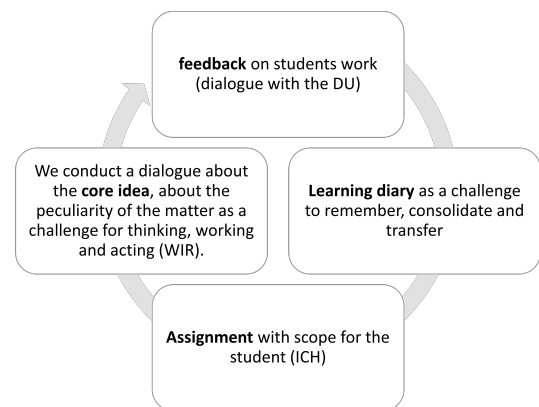 feedback on students work
(dialogue with the DU)
We conduct a dialogue about
the core idea, about the
peculiarity of the matter as a
challenge for thinking, working
and acting (WIR).
Learning diary as a challenge
to remember, consolidate and
transfer
Assignment with scope for the
student (ICH)